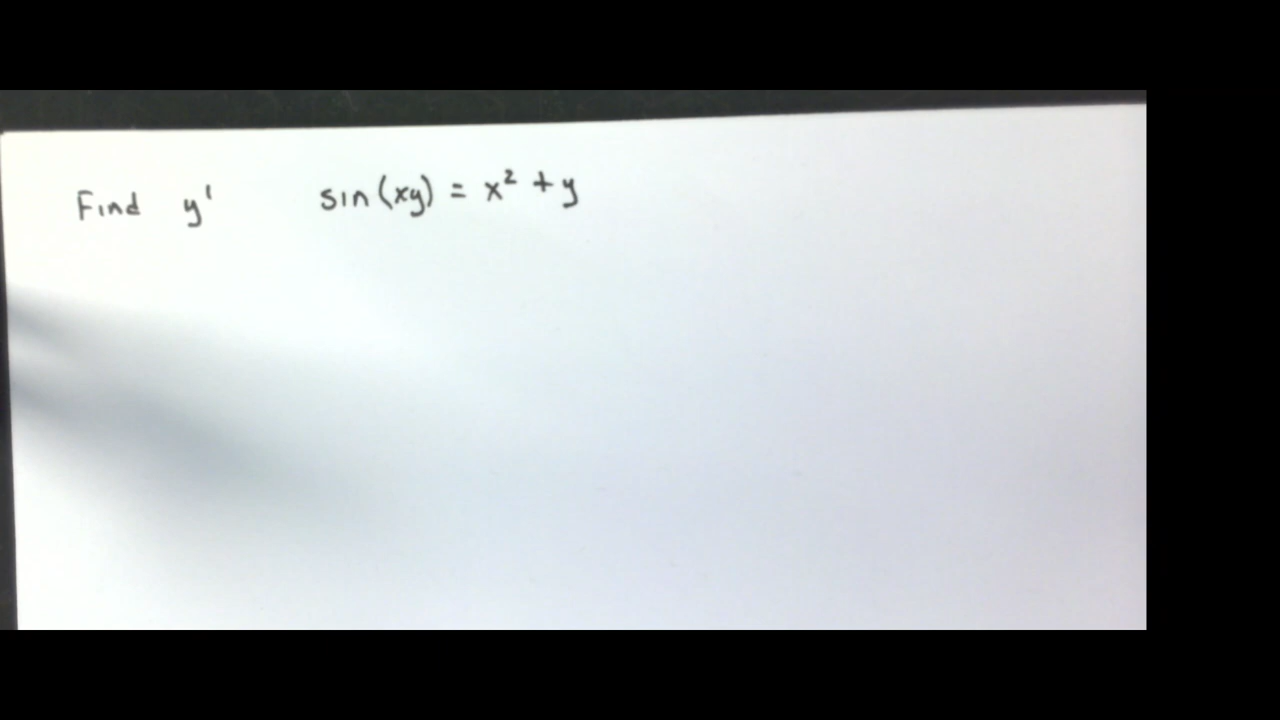 Find y' sin(xy) = x² + y